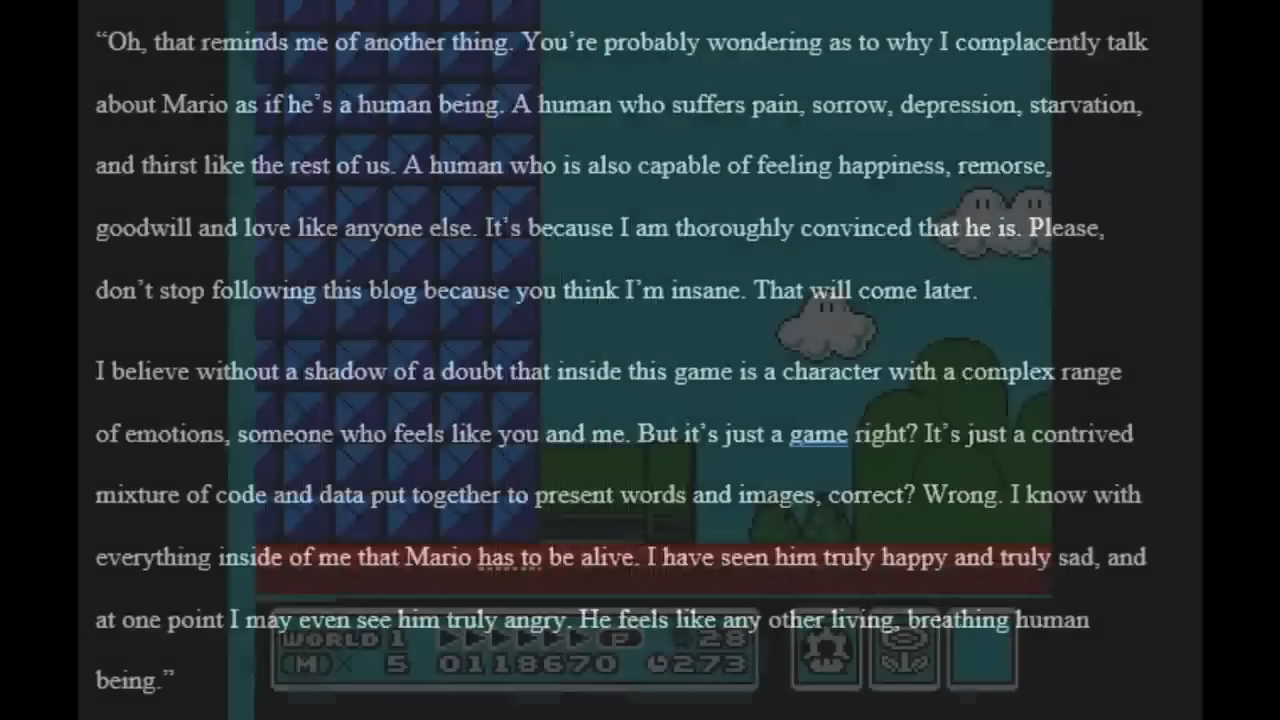 “Oh, that reminds me of another thing. You’re probably wondering as to why I complacently talk
about Mario as if he’s a human being. A human who suffers pain, sorrow, depression, starvation,
and thirst like the rest of us. A human who is also capable of feeling happiness, remorse,
goodwill and love like anyone else. It’s because I am thoroughly convinced that he is. Please,
don’t stop following this blog because you think I’m insane. That will come later.
I believe without a shadow of a doubt that inside this game is a character with a complex range
of emotions, someone who feels like you and me. But it’s just a game right? It’s just a contrived
mixture of code and data put together to present words and images, correct? Wrong. I know with
everything inside of me that Mario has to be alive. I have seen him truly happy and truly sad, and
at one point I may even see him truly angry. He feels like any other living, breathing human
being.”
WORLD 1 P 28
M × 5 0118670 273